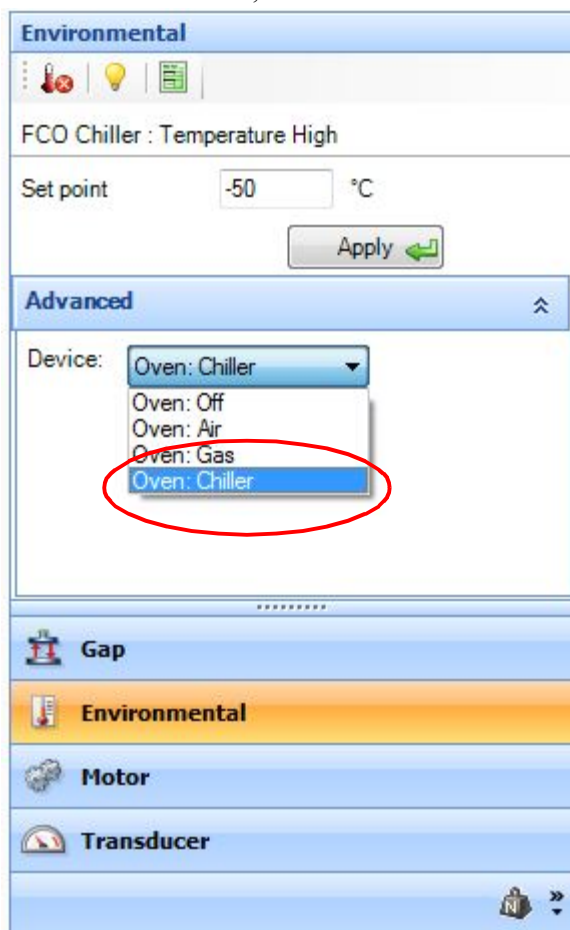 Environmental
FCO Chiller : Temperature High
Set point -50 °C
Apply
Advanced
Device: Oven: Chiller
Oven: Off
Oven: Air
Oven: Gas
Oven: Chiller
Gap
Environmental
Motor
Transducer
N